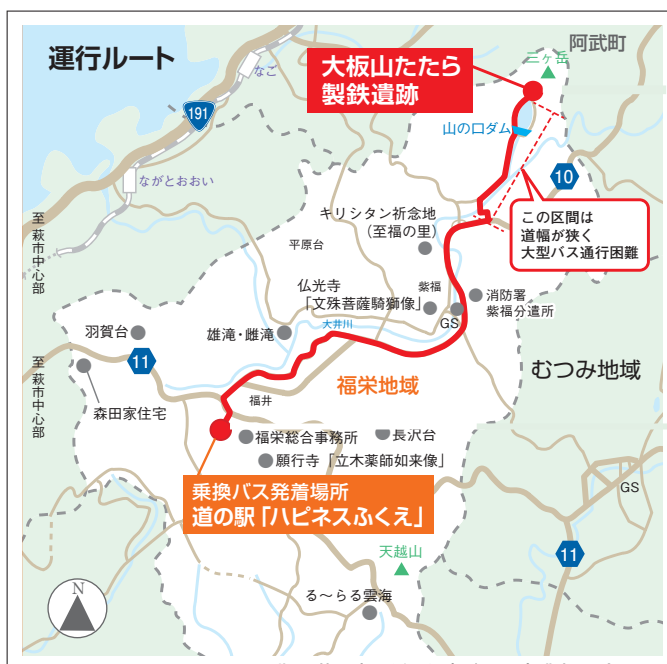 運行ルート
阿武町
三ヶ岳
大板山たたら
製鉄遺跡
なご
191
山の口ダム
ながとおおい
10
至 萩市中心部
キリシタン祈念地
（至福の里）
この区間は
道幅が狭く
大型バス通行困難
平原台
仏光寺
「文殊菩薩騎獅像」
紫福
消防署
紫福分遣所
GS
大井川
羽賀台
雄滝・雌滝
11
至 萩市中心部
福栄地域
むつみ地域
森田家住宅
福井
福栄総合事務所
長沢台
願行寺「立木薬師如来像」
乗換バス発着場所
道の駅「ハピネスふくえ」
GS
11
天越山
N
る～らる雲海